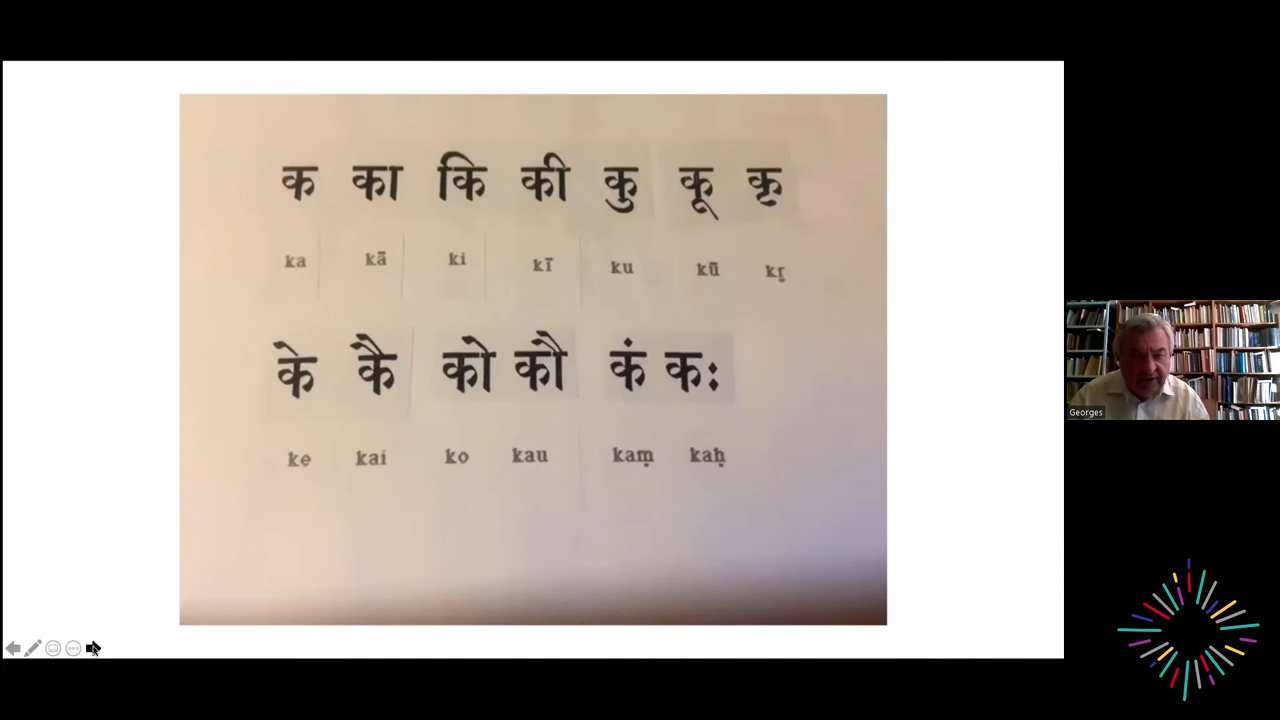 क का कि की कु कू कृ
ka kā ki kī ku kū kṛ
के कै को कौ कं कः
ke kai ko kau kaṃ kaḥ
Georges